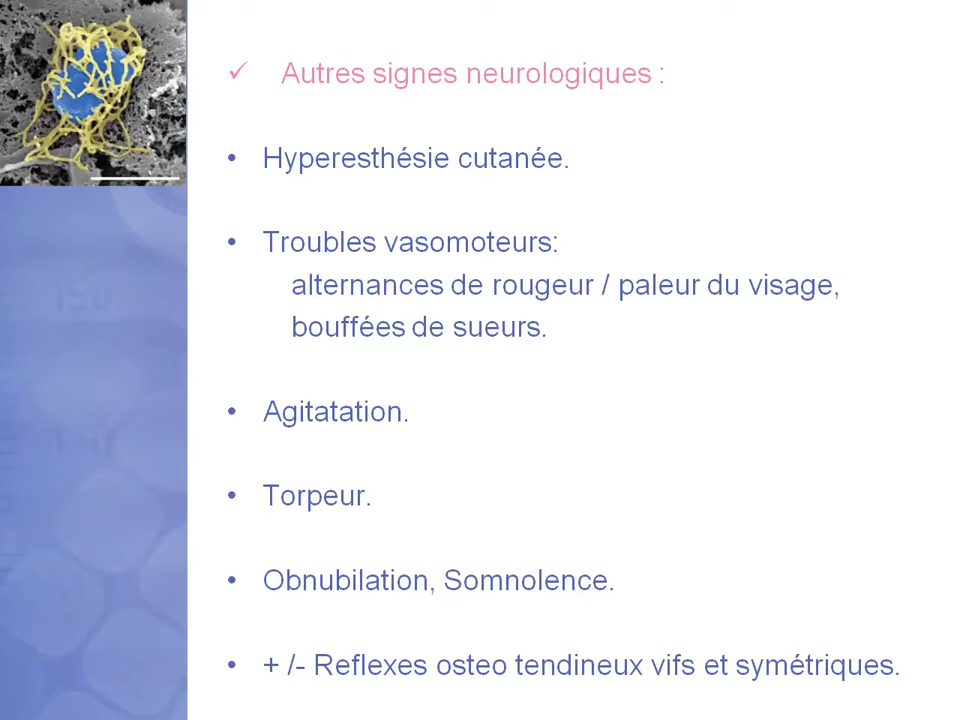 ✓ Autres signes neurologiques :
• Hyperesthésie cutanée.
• Troubles vasomoteurs:
alternances de rougeur / paleur du visage,
bouffées de sueurs.
• Agitatation.
• Torpeur.
• Obnubilation, Somnolence.
• + /- Reflexes osteo tendineux vifs et symétriques.